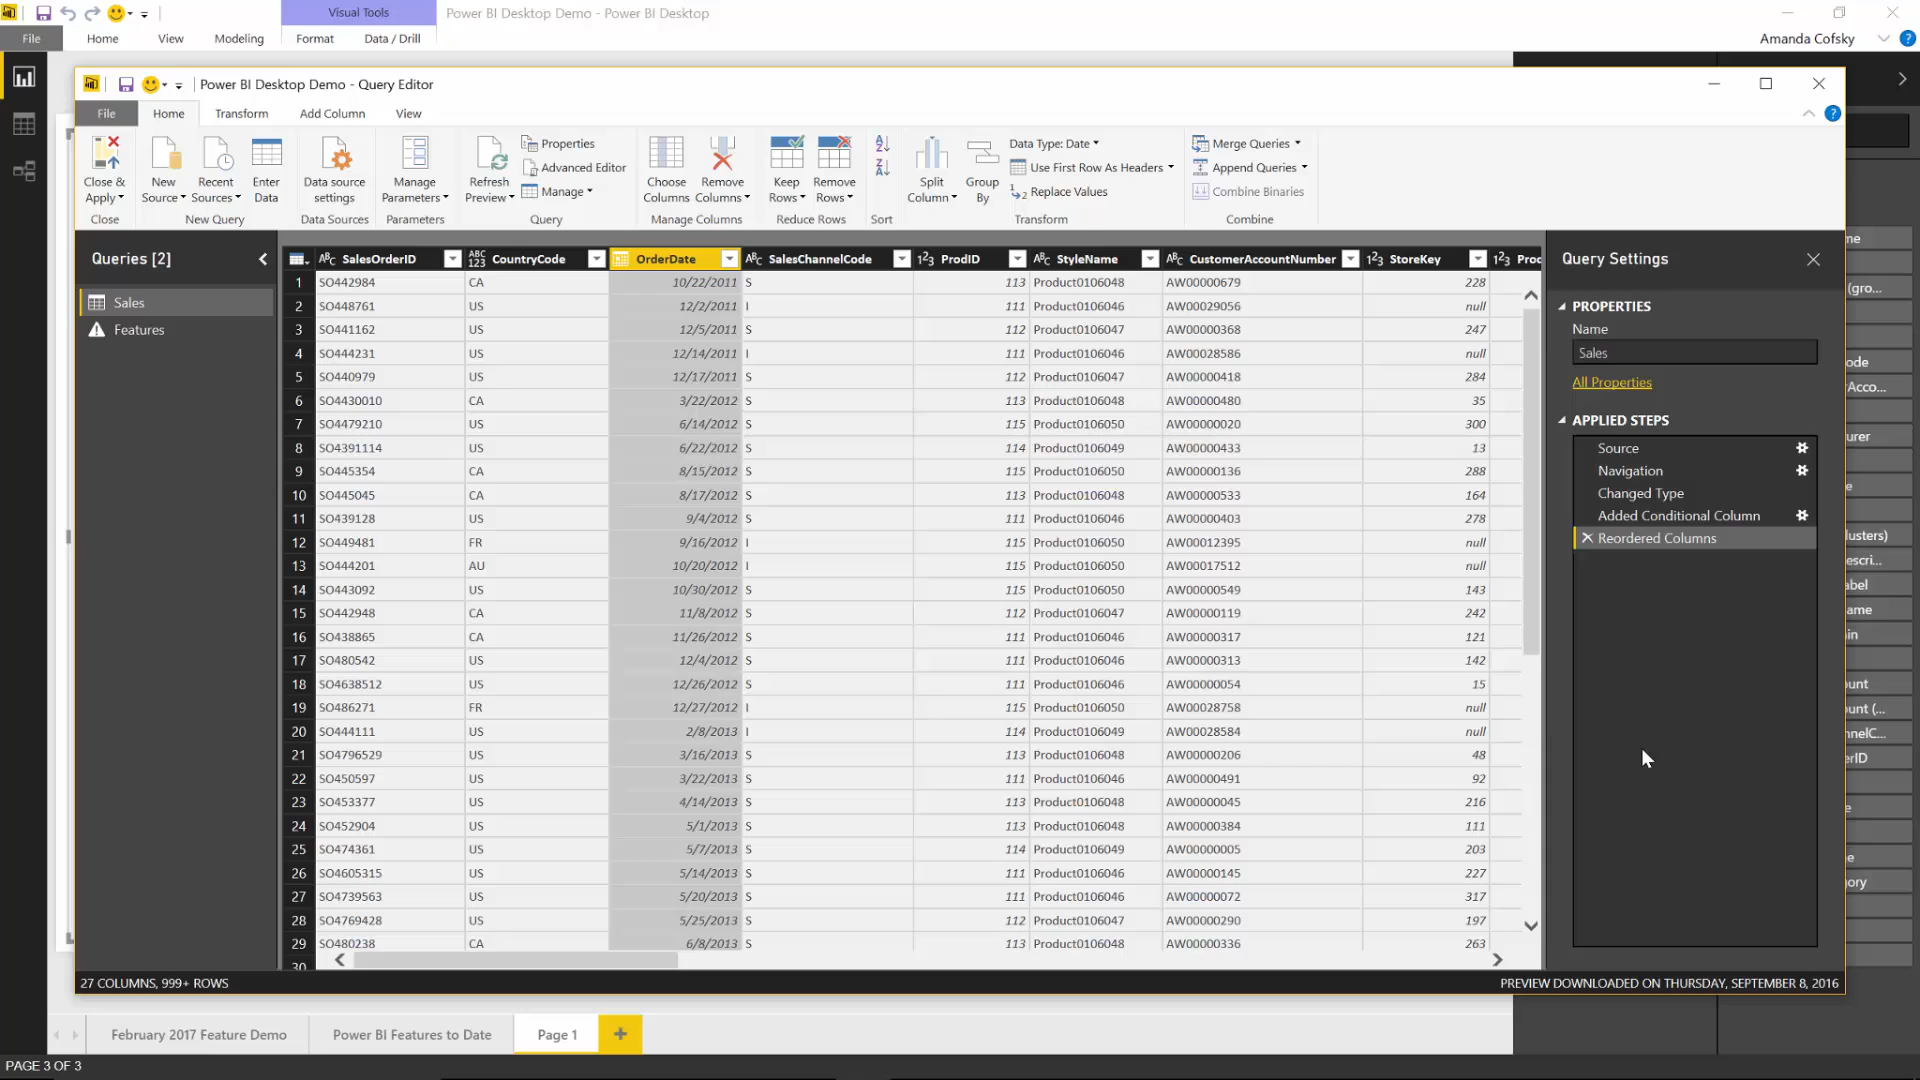 Visual Tools
Power BI Desktop Demo - Power BI Desktop
File
Home
View
Modeling
Format
Data / Drill
Amanda Cofsky
Power BI Desktop Demo - Query Editor
File
Home
Transform
Add Column
View
Close &
Apply
Close
New
Source
Recent
Sources
Enter
Data
New Query
Data source
settings
Data Sources
Manage
Parameters
Parameters
Refresh
Preview
Properties
Advanced Editor
Manage
Query
Choose
Columns
Remove
Columns
Manage Columns
Keep
Rows
Remove
Rows
Reduce Rows
Sort
Split
Column
Group
By
Data Type: Date
Use First Row As Headers
Replace Values
Transform
Merge Queries
Append Queries
Combine Binaries
Combine
Queries [2]
Sales
Features
SalesOrderID CountryCode OrderDate SalesChannelCode ProdID StyleName CustomerAccountNumber StoreKey Proc
1 SO442984 CA 10/22/2011 S 113 Product0106048 AW00000679 228
2 SO448761 US 12/2/2011 I 111 Product0106046 AW00029056 null
3 SO441162 US 12/5/2011 S 112 Product0106047 AW00000368 247
4 SO444231 US 12/14/2011 I 111 Product0106046 AW00028586 null
5 SO440979 US 12/17/2011 S 112 Product0106047 AW00000418 284
6 SO4430010 CA 3/22/2012 S 113 Product0106048 AW00000480 35
7 SO4479210 US 6/14/2012 S 115 Product0106050 AW00000020 300
8 SO4391114 US 6/22/2012 S 114 Product0106049 AW00000433 13
9 SO445354 CA 8/15/2012 S 115 Product0106050 AW00000136 288
10 SO445045 CA 8/17/2012 S 113 Product0106048 AW00000533 164
11 SO439128 US 9/4/2012 S 111 Product0106046 AW00000403 278
12 SO449481 FR 9/16/2012 I 115 Product0106050 AW00012395 null
13 SO444201 AU 10/20/2012 I 115 Product0106050 AW00017512 null
14 SO443092 US 10/30/2012 S 115 Product0106050 AW00000549 143
15 SO442948 CA 11/8/2012 S 112 Product0106047 AW00000119 242
16 SO438865 CA 11/26/2012 S 111 Product0106046 AW00000317 121
17 SO480542 US 12/4/2012 S 111 Product0106046 AW00000313 142
18 SO4638512 US 12/26/2012 S 111 Product0106046 AW00000054 15
19 SO486271 FR 12/27/2012 I 115 Product0106050 AW00028758 null
20 SO444111 US 2/8/2013 I 114 Product0106049 AW00028584 null
21 SO4796529 US 3/16/2013 S 113 Product0106048 AW00000206 48
22 SO450597 US 3/22/2013 S 111 Product0106046 AW00000491 92
23 SO453377 US 4/14/2013 S 113 Product0106048 AW00000045 216
24 SO452904 US 5/1/2013 S 113 Product0106048 AW00000384 111
25 SO474361 US 5/7/2013 S 114 Product0106049 AW00000005 203
26 SO4605315 US 5/14/2013 S 111 Product0106046 AW00000145 227
27 SO4739563 US 5/20/2013 S 111 Product0106046 AW00000072 317
28 SO4769428 US 5/25/2013 S 112 Product0106047 AW00000290 197
29 SO480238 CA 6/8/2013 S 113 Product0106048 AW00000336 263
30
Query Settings
PROPERTIES
Name
Sales
All Properties
APPLIED STEPS
Source
Navigation
Changed Type
Added Conditional Column
Reordered Columns
27 COLUMNS, 999+ ROWS
PREVIEW DOWNLOADED ON THURSDAY, SEPTEMBER 8, 2016
February 2017 Feature Demo
Power BI Features to Date
Page 1
PAGE 3 OF 3